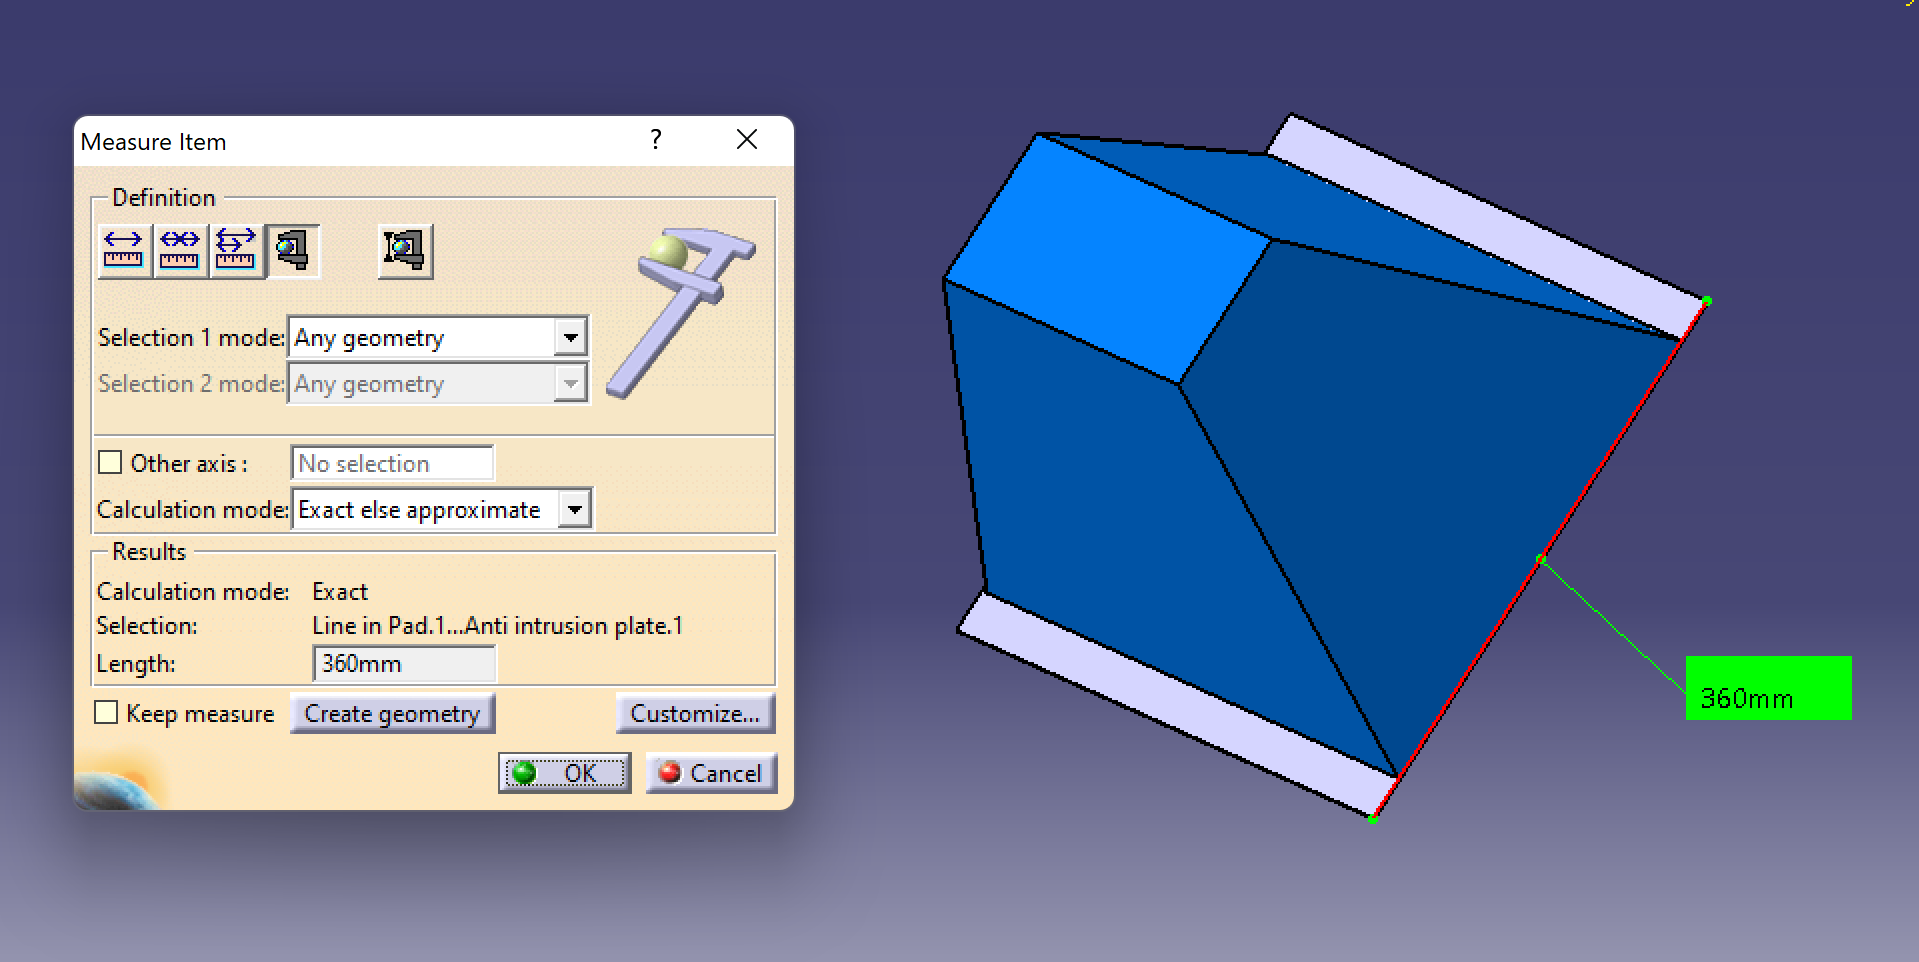 Measure Item
?
Definition
Selection 1 mode: Any geometry
Selection 2 mode: Any geometry
Other axis : No selection
Calculation mode: Exact else approximate
Results
Calculation mode: Exact
Selection: Line in Pad.1...Anti intrusion plate.1
Length: 360mm
Keep measure Create geometry Customize...
OK Cancel
360mm